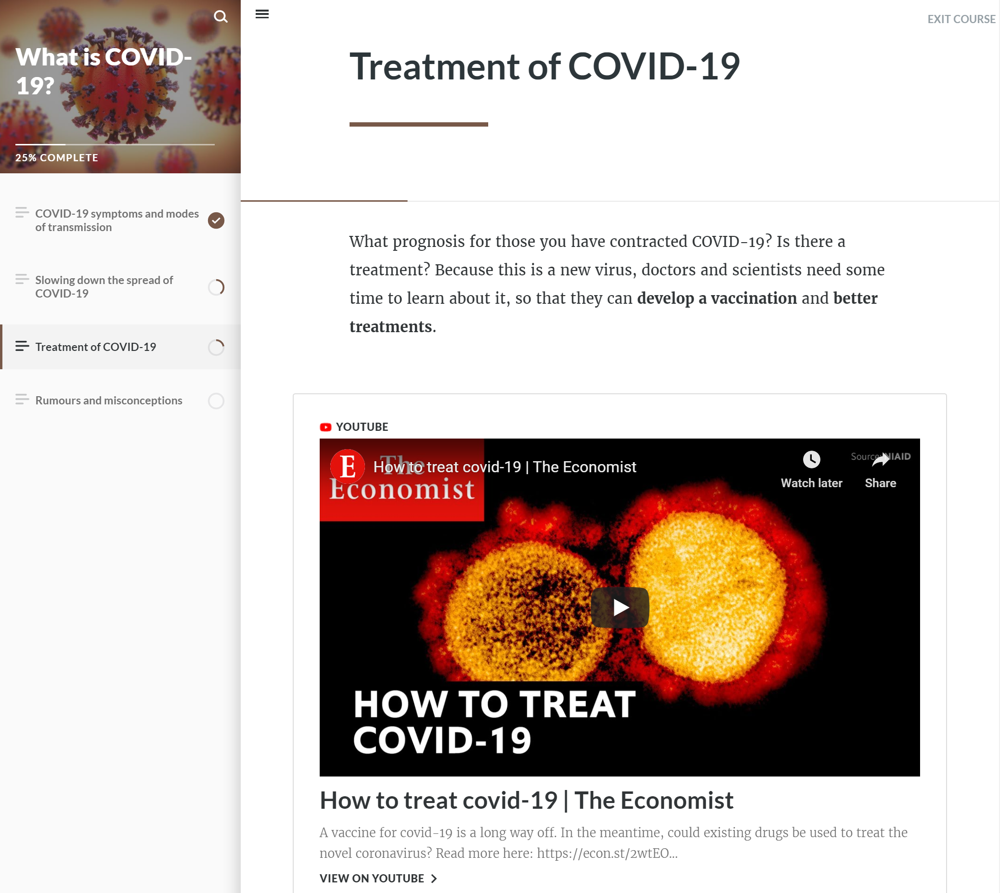 What is COVID-
19?
25% COMPLETE
COVID-19 symptoms and modes
of transmission
Slowing down the spread of
COVID-19
Treatment of COVID-19
Rumours and misconceptions
EXIT COURSE
Treatment of COVID-19
What prognosis for those you have contracted COVID-19? Is there a
treatment? Because this is a new virus, doctors and scientists need some
time to learn about it, so that they can develop a vaccination and better
treatments.
YOUTUBE
The
Economist
E
How to treat covid-19 | The Economist
Watch later
Share
Source: NIAID
HOW TO TREAT
COVID-19
How to treat covid-19 | The Economist
A vaccine for covid-19 is a long way off. In the meantime, could existing drugs be used to treat the
novel coronavirus? Read more here: https://econ.st/2wtEO...
VIEW ON YOUTUBE